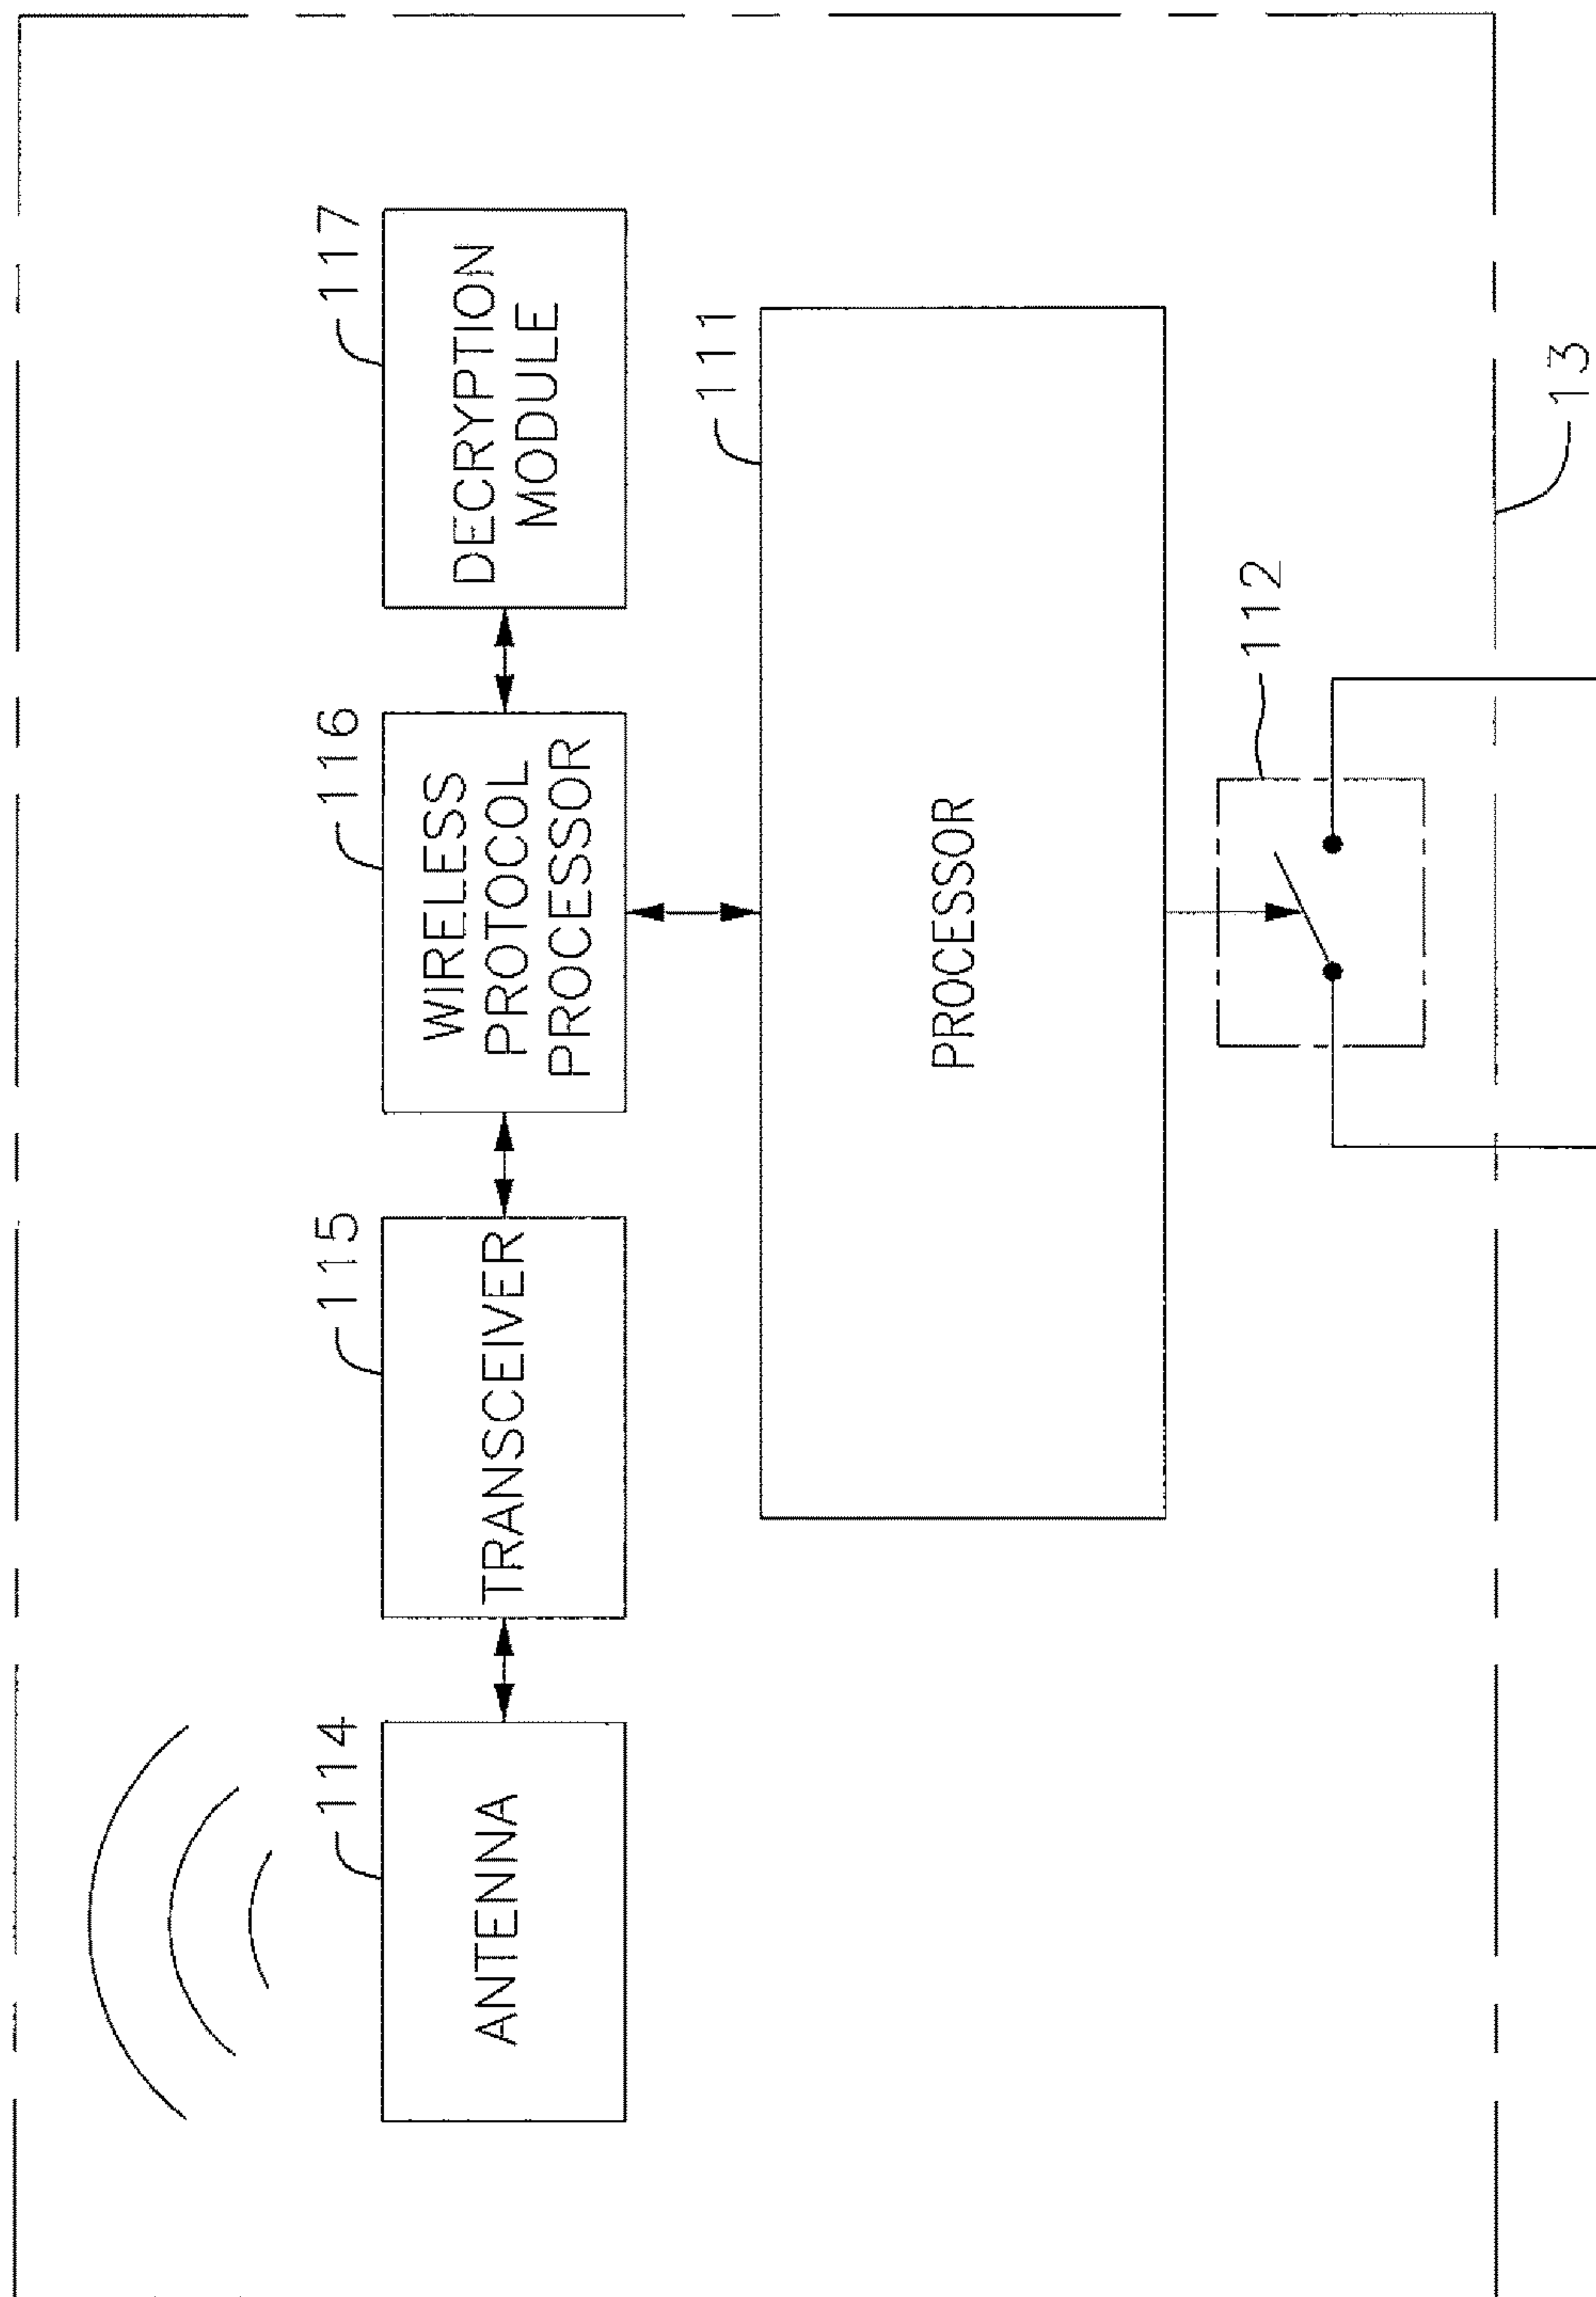 114
ANTENNA
115
TRANSCEIVER
116
WIRELESS
PROTOCOL
PROCESSOR
117
DECRYPTION
MODULE
111
PROCESSOR
112
13